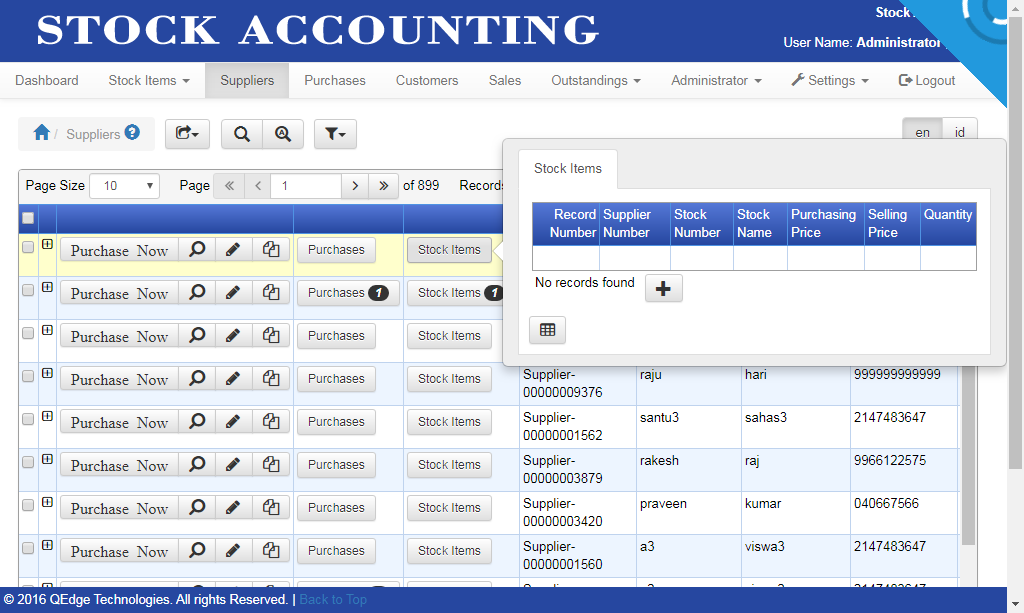 STOCK ACCOUNTING
Stock
User Name: Administrator
Dashboard Stock Items Suppliers Purchases Customers Sales Outstandings Administrator Settings Logout
/ Suppliers
en id
Page Size 10 Page 1 of 899 Records
Stock Items
Record Number Supplier Number Stock Number Stock Name Purchasing Price Selling Price Quantity
No records found
Purchase Now Purchases Stock Items
Purchase Now Purchases 1 Stock Items 1
Purchase Now Purchases Stock Items
Purchase Now Purchases Stock Items Supplier-00000009376 raju hari 999999999999
Purchase Now Purchases Stock Items Supplier-00000001562 santu3 sahas3 2147483647
Purchase Now Purchases Stock Items Supplier-00000003879 rakesh raj 9966122575
Purchase Now Purchases Stock Items Supplier-00000003420 praveen kumar 040667566
Purchase Now Purchases Stock Items Supplier-00000001560 a3 viswa3 2147483647
© 2016 QEdge Technologies. All rights Reserved. | Back to Top